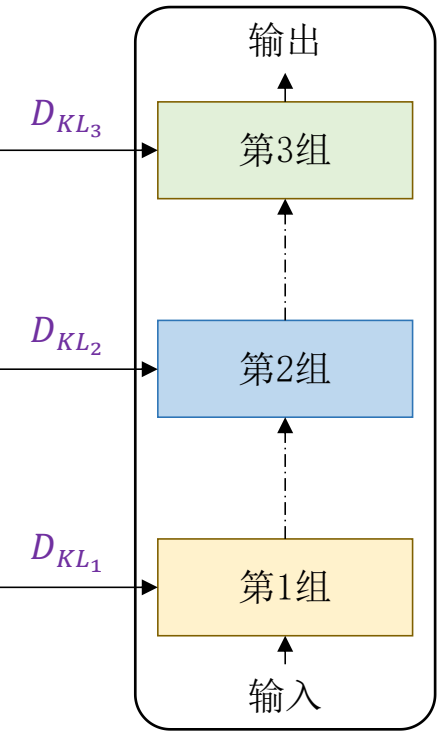 输出
D_{KL_3}
第3组
D_{KL_2}
第2组
D_{KL_1}
第1组
输入